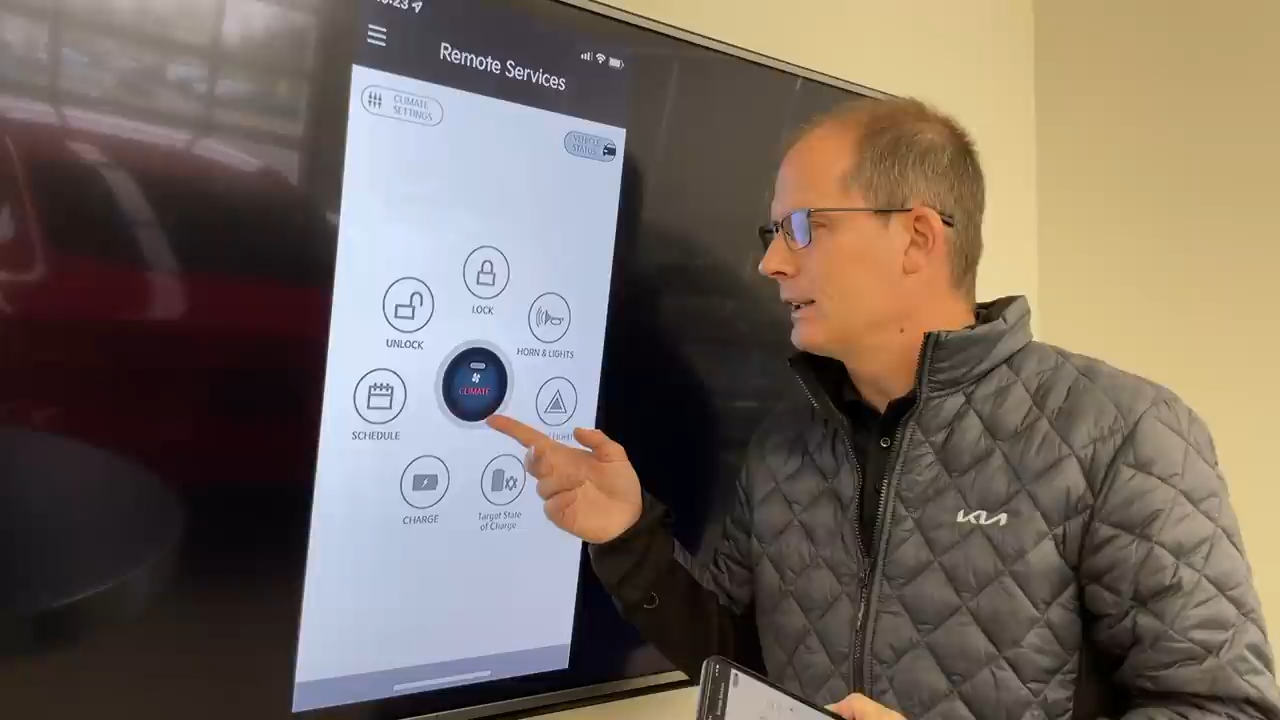 Remote Services
CLIMATE
SETTINGS
VEHICLE
STATUS
LOCK
UNLOCK
HORN & LIGHTS
CLIMATE
SCHEDULE
CHARGE
Target State
of Charge
KIA